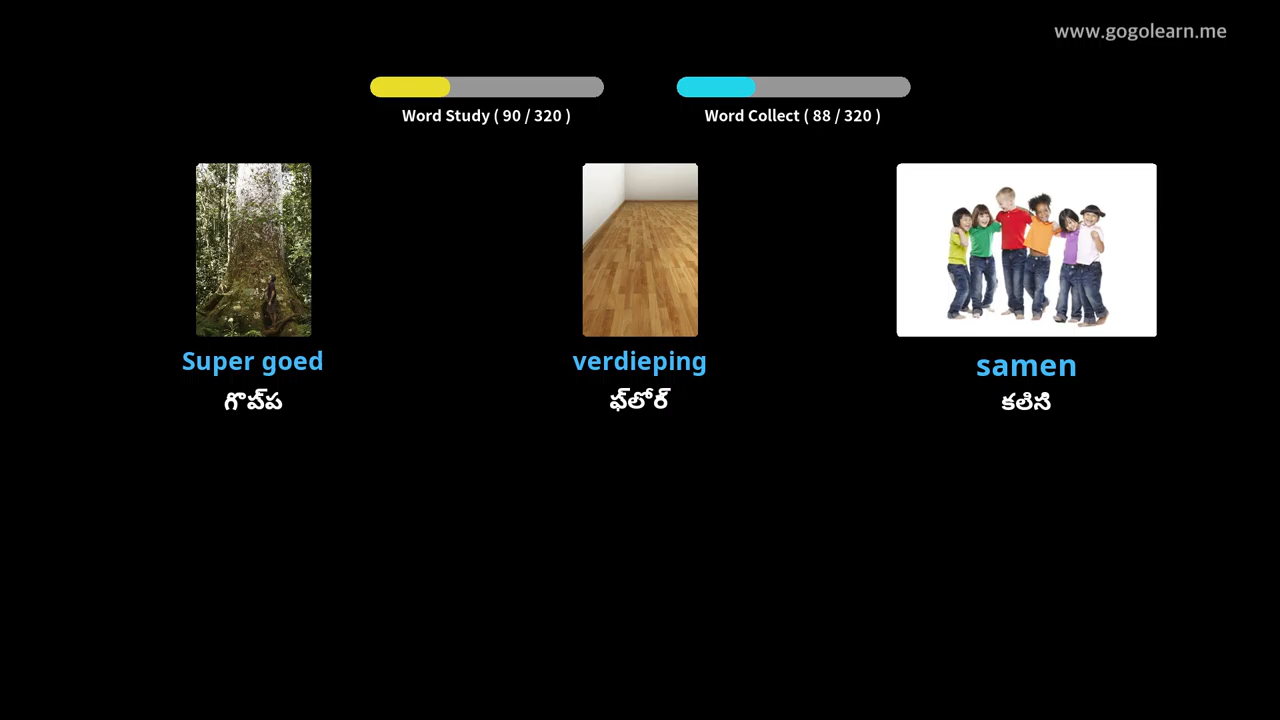 www.gogolearn.me
Word Study ( 90 / 320 )
Word Collect ( 88 / 320 )
Super goed
verdieping
samen
గొప్ప
ఫ్లోర్
కలిసి